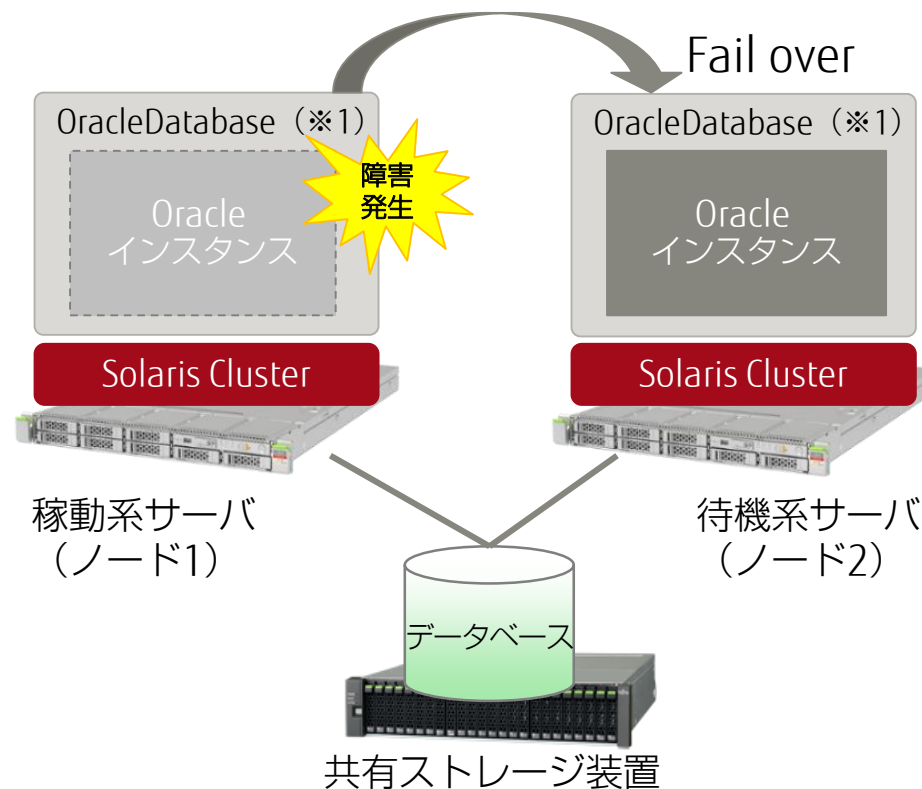 Fail over
OracleDatabase（※1）
障害
発生
Oracle
インスタンス
Solaris Cluster
稼動系サーバ
（ノード1）
OracleDatabase（※1）
Oracle
インスタンス
Solaris Cluster
待機系サーバ
（ノード2）
データベース
共有ストレージ装置